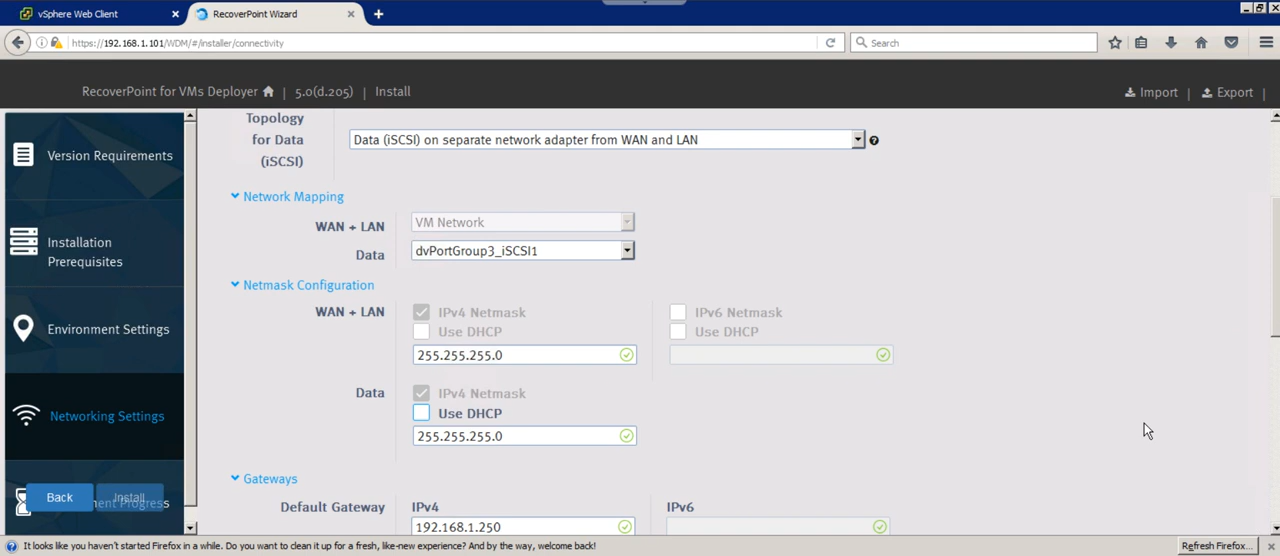 vSphere Web Client
RecoverPoint Wizard
https://192.168.1.101/WDM/#/installer/connectivity
Search
RecoverPoint for VMs Deployer | 5.0(d.205) | Install
Import | Export |
Version Requirements
Installation
Prerequisites
Environment Settings
Networking Settings
ent Progress
Back
Install
Topology
for Data
(iSCSI)
Data (iSCSI) on separate network adapter from WAN and LAN
Network Mapping
WAN + LAN
VM Network
Data
dvPortGroup3_iSCSI1
Netmask Configuration
WAN + LAN
IPv4 Netmask
IPv6 Netmask
Use DHCP
Use DHCP
255.255.255.0
Data
IPv4 Netmask
Use DHCP
255.255.255.0
Gateways
Default Gateway
IPv4
IPv6
192.168.1.250
It looks like you haven't started Firefox in a while. Do you want to clean it up for a fresh, like-new experience? And by the way, welcome back!
Refresh Firefox...